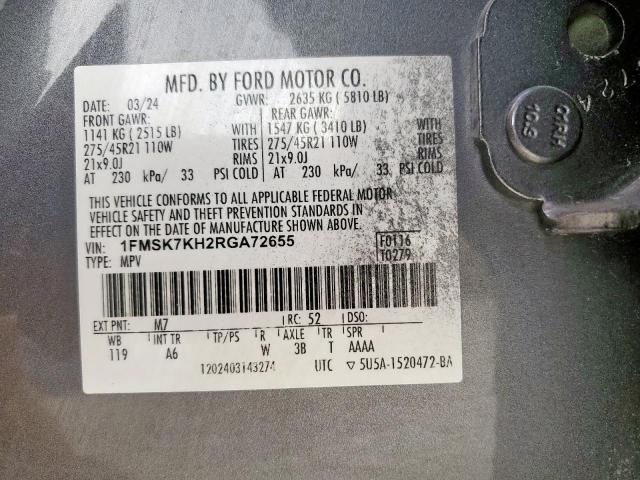 MFD. BY FORD MOTOR CO.
DATE: 03/24 GVWR: 2635 KG ( 5810 LB)
FRONT GAWR: REAR GAWR:
1141 KG ( 2515 LB) WITH 1547 KG ( 3410 LB) WITH
275/45R21 110W TIRES 275/45R21 110W TIRES
21x9.0J RIMS 21x9.0J RIMS
AT 230 kPa/ 33 PSI COLD AT 230 kPa/ 33 PSI COLD
THIS VEHICLE CONFORMS TO ALL APPLICABLE FEDERAL MOTOR
VEHICLE SAFETY AND THEFT PREVENTION STANDARDS IN
EFFECT ON THE DATE OF MANUFACTURE SHOWN ABOVE.
VIN: 1FMSK7KH2RGA72655 F0116
TYPE: MPV T0279
EXT PNT: M7 RC: 52 DSO:
WB INT TR TP/PS R AXLE TR SPR
119 A6 W 3B T AAAA
1202403143274 UTC ▽ 5U5A-1520472-BA